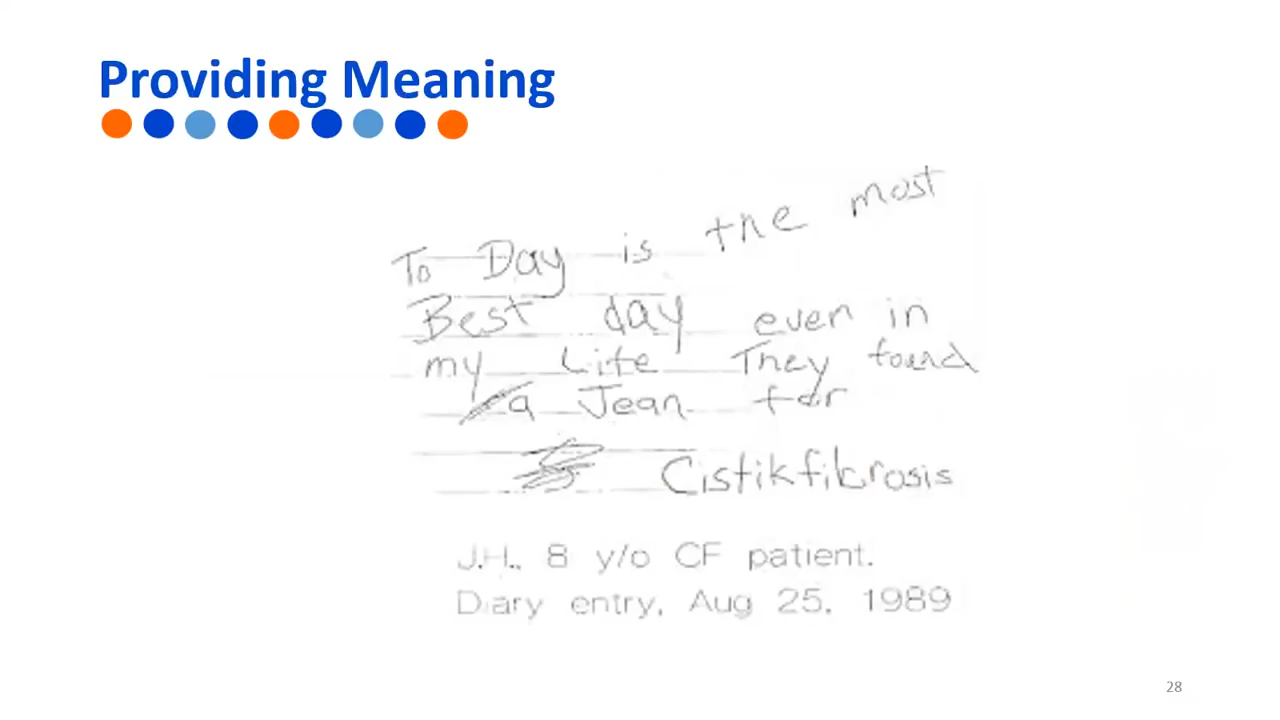 Providing Meaning
To Day is the most
Best day even in
my Life They found
a Jean for
Cistikfibrosis
J.H., 8 y/o CF patient.
Diary entry, Aug 25, 1989
28